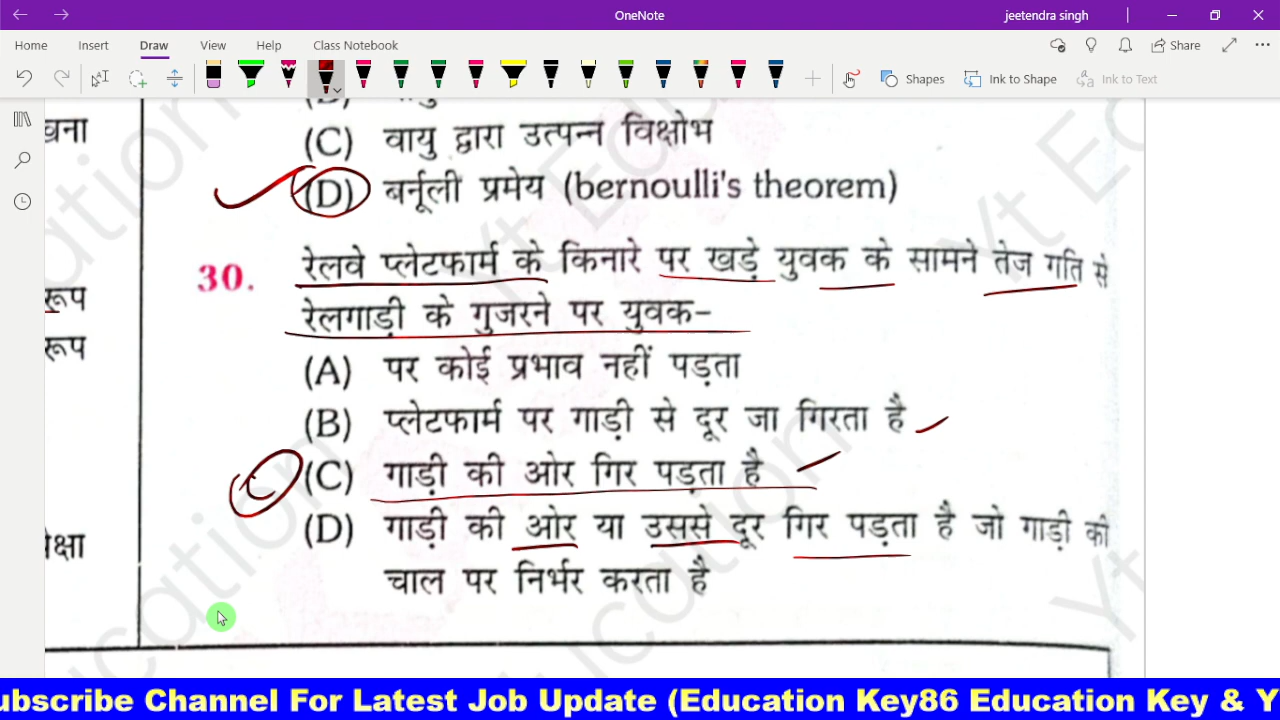 OneNote
jeetendra singh
Home Insert Draw View Help Class Notebook Share
Shapes Ink to Shape Ink to Text
(C) वायु द्वारा उत्पन्न विक्षोभ
(D) बर्नूली प्रमेय (bernoulli's theorem)
30. रेलवे प्लेटफार्म के किनारे पर खड़े युवक के सामने तेज गति से
रेलगाड़ी के गुजरने पर युवक–
(A) पर कोई प्रभाव नहीं पड़ता
(B) प्लेटफार्म पर गाड़ी से दूर जा गिरता है
(C) गाड़ी की ओर गिर पड़ता है
(D) गाड़ी की ओर या उससे दूर गिर पड़ता है जो गाड़ी की
चाल पर निर्भर करता है
रूप
रूप
ubscribe Channel For Latest Job Update (Education Key86 Education Key & Y